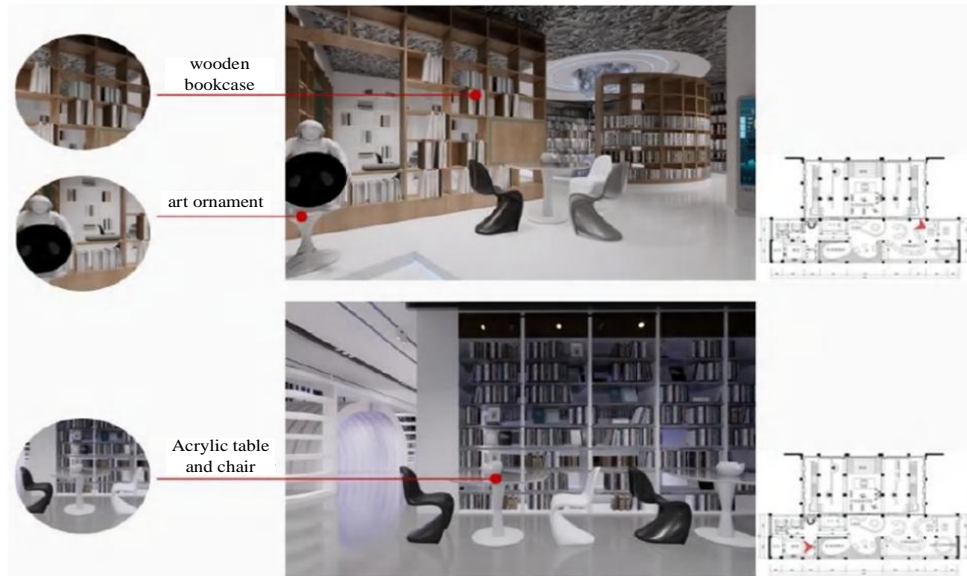 wooden
bookcase
art ornament
Acrylic table
and chair